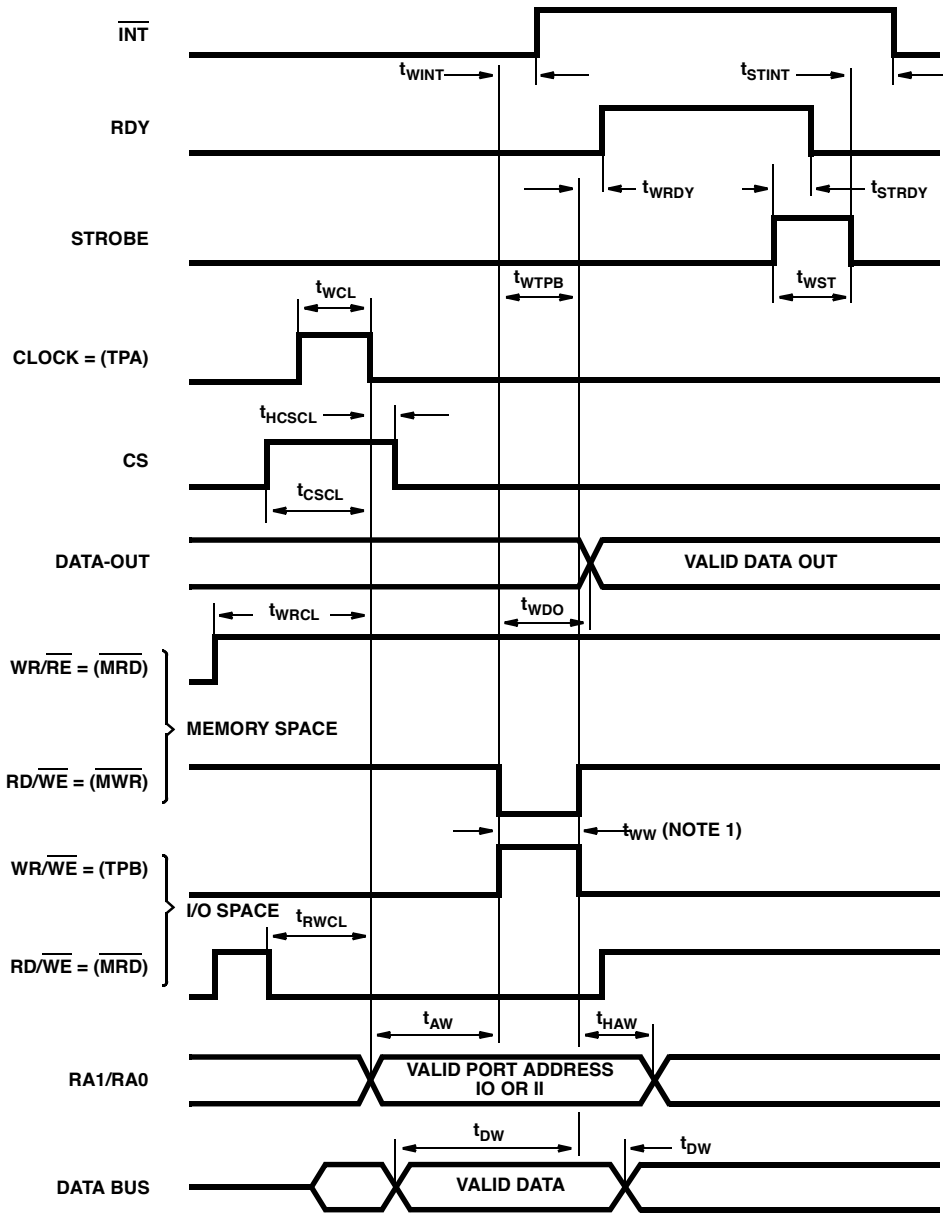 INT
tWINT
tSTINT
RDY
tWRDY
tSTRDY
STROBE
tWCL
tWTPB
tWST
CLOCK = (TPA)
tHCSCL
CS
tCSCL
DATA-OUT
VALID DATA OUT
tWRCL
tWDO
WR/RE = (MRD)
MEMORY SPACE
RD/WE = (MWR)
tWW (NOTE 1)
WR/WE = (TPB)
I/O SPACE
tRWCL
RD/WE = (MRD)
tAW
tHAW
RA1/RA0
VALID PORT ADDRESS
IO OR II
tDW
tDW
DATA BUS
VALID DATA